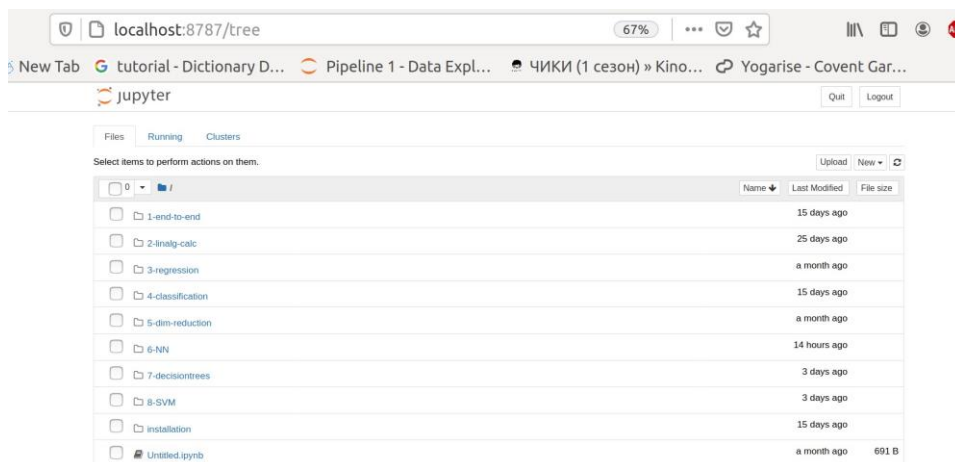 localhost:8787/tree 67%
New Tab G tutorial - Dictionary D... Pipeline 1 - Data Expl... ЧИКИ (1 сезон) » Kino... Yogarise - Covent Gar...
jupyter Quit Logout
Files Running Clusters
Select items to perform actions on them. Upload New
0 / Name Last Modified File size
1-end-to-end 15 days ago
2-linalg-calc 25 days ago
3-regression a month ago
4-classification 15 days ago
5-dim-reduction a month ago
6-NN 14 hours ago
7-decisiontrees 3 days ago
8-SVM 3 days ago
installation 15 days ago
Untitled.ipynb a month ago 691 B